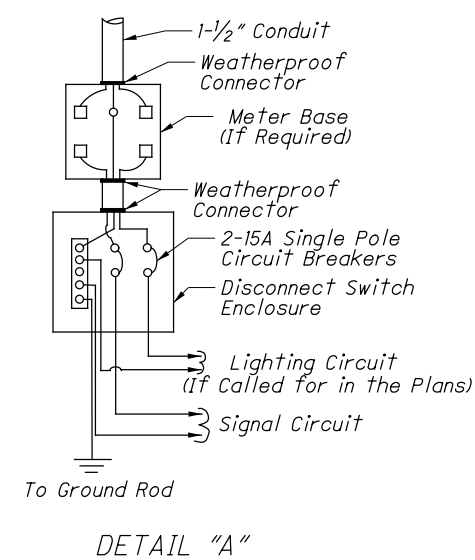 1-1/2" Conduit
Weatherproof
Connector
Meter Base
(If Required)
Weatherproof
Connector
2-15A Single Pole
Circuit Breakers
Disconnect Switch
Enclosure
Lighting Circuit
(If Called for in the Plans)
Signal Circuit
To Ground Rod
DETAIL "A"